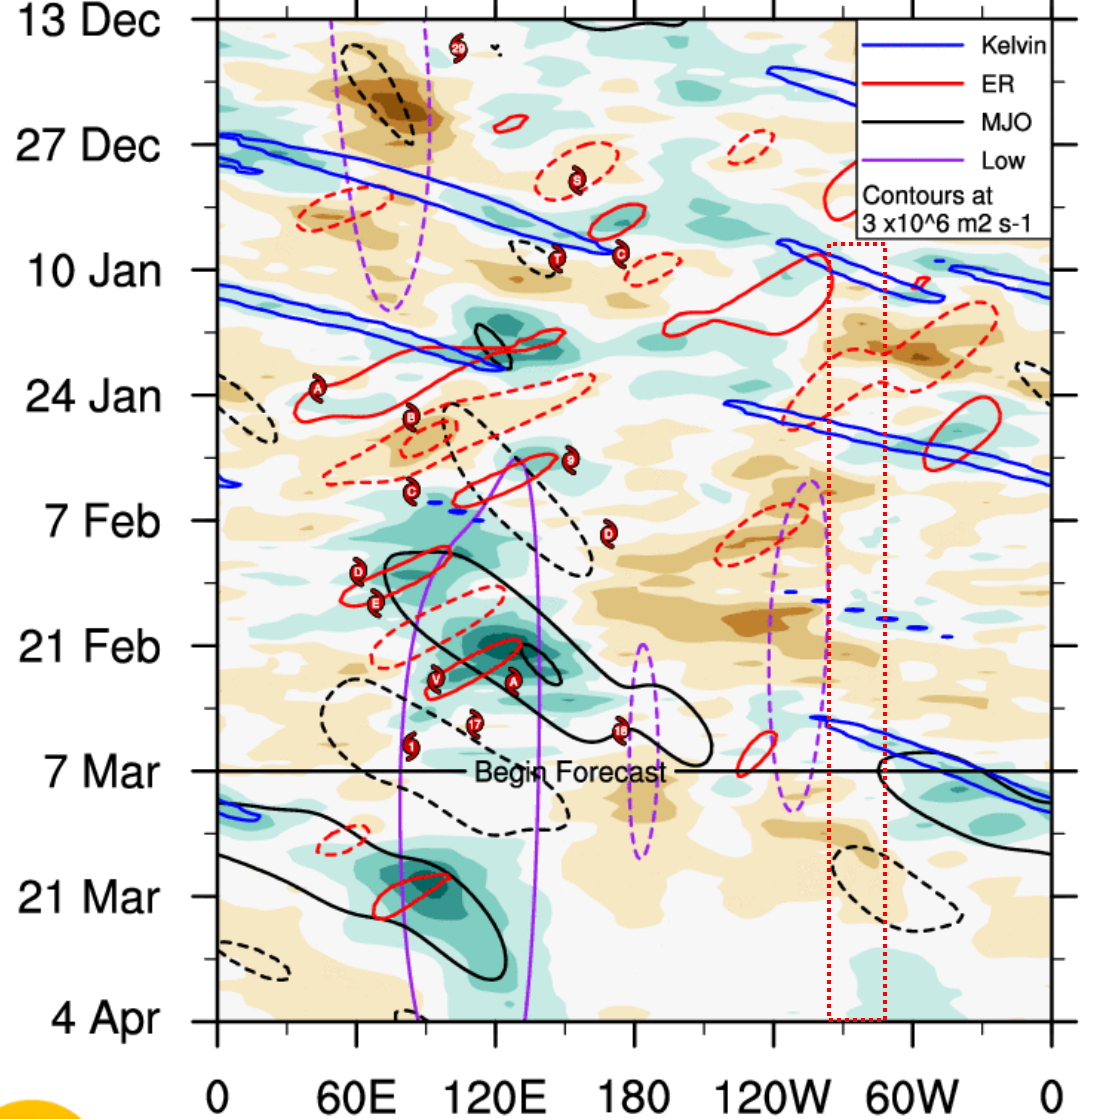 13 Dec
27 Dec
10 Jan
24 Jan
7 Feb
21 Feb
7 Mar
21 Mar
4 Apr
Kelvin
ER
MJO
Low
Contours at
3 x10^6 m2 s-1
29
S
T
C
A
B
9
C
D
D
E
V
A
17
18
1
Begin Forecast
0
60E
120E
180
120W
60W
0